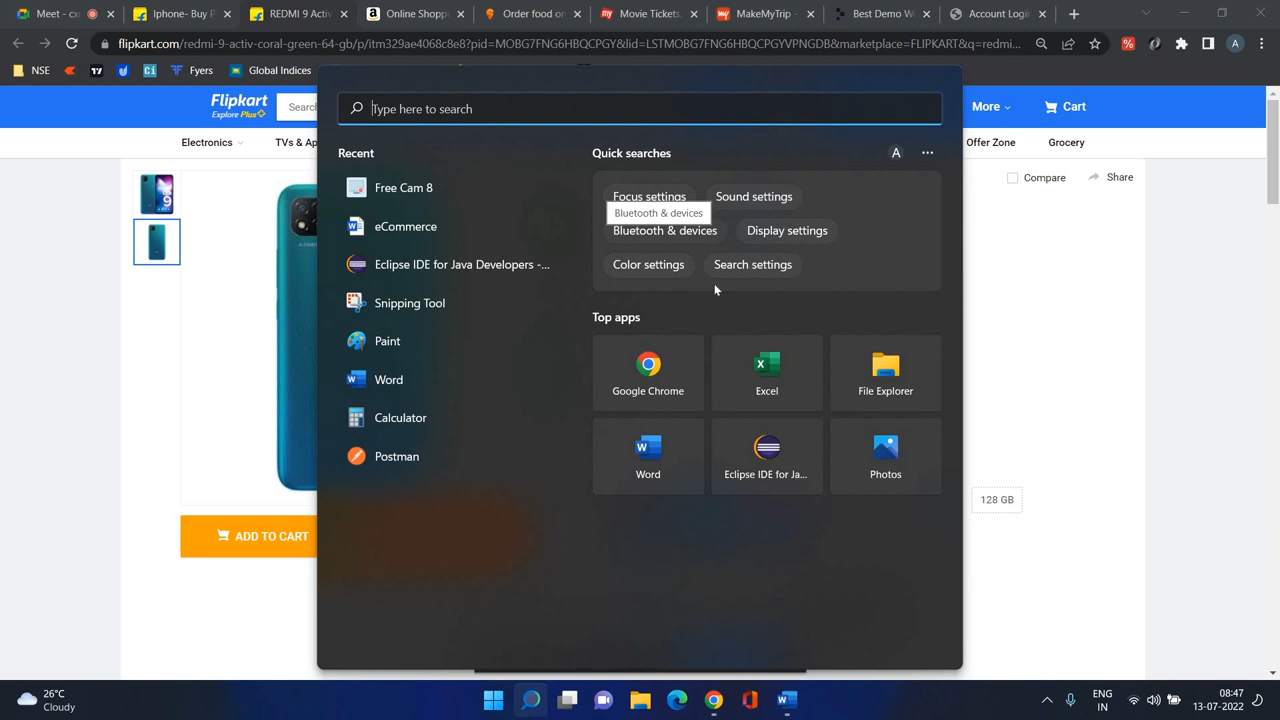 Meet - cx
Iphone- Buy P
REDMI 9 Activ
Online Shopp
Order food on
Movie Tickets,
MakeMyTrip -
Best Demo W
Account Login
flipkart.com/redmi-9-activ-coral-green-64-gb/p/itm329ae4068c8e8?pid=MOBG7FNG6HBQCPGY&lid=LSTMOBG7FNG6HBQCPGYVPNGDB&marketplace=FLIPKART&q=redmi...
A
NSE
Fyers
Global Indices
Flipkart
Explore Plus
Search
More
Cart
Electronics
TVs & Ap
Offer Zone
Grocery
Compare
Share
128 GB
ADD TO CART
Type here to search
Recent
Free Cam 8
eCommerce
Eclipse IDE for Java Developers -...
Snipping Tool
Paint
Word
Calculator
Postman
Quick searches
A
Focus settings
Sound settings
Bluetooth & devices
Bluetooth & devices
Display settings
Color settings
Search settings
Top apps
Google Chrome
Excel
File Explorer
Word
Eclipse IDE for Ja...
Photos
26°C
Cloudy
ENG
IN
08:47
13-07-2022